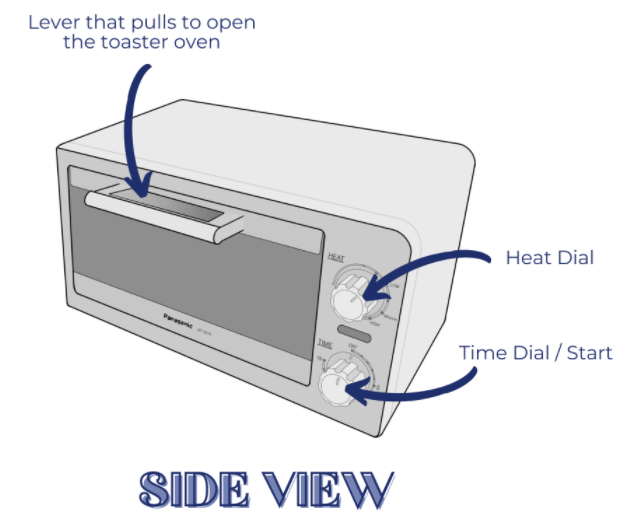 Lever that pulls to open
the toaster oven
HEAT
LOW
Heat Dial
MEDIUM
HIGH
Panasonic
TIME
OFF
Time Dial / Start
SIDE VIEW